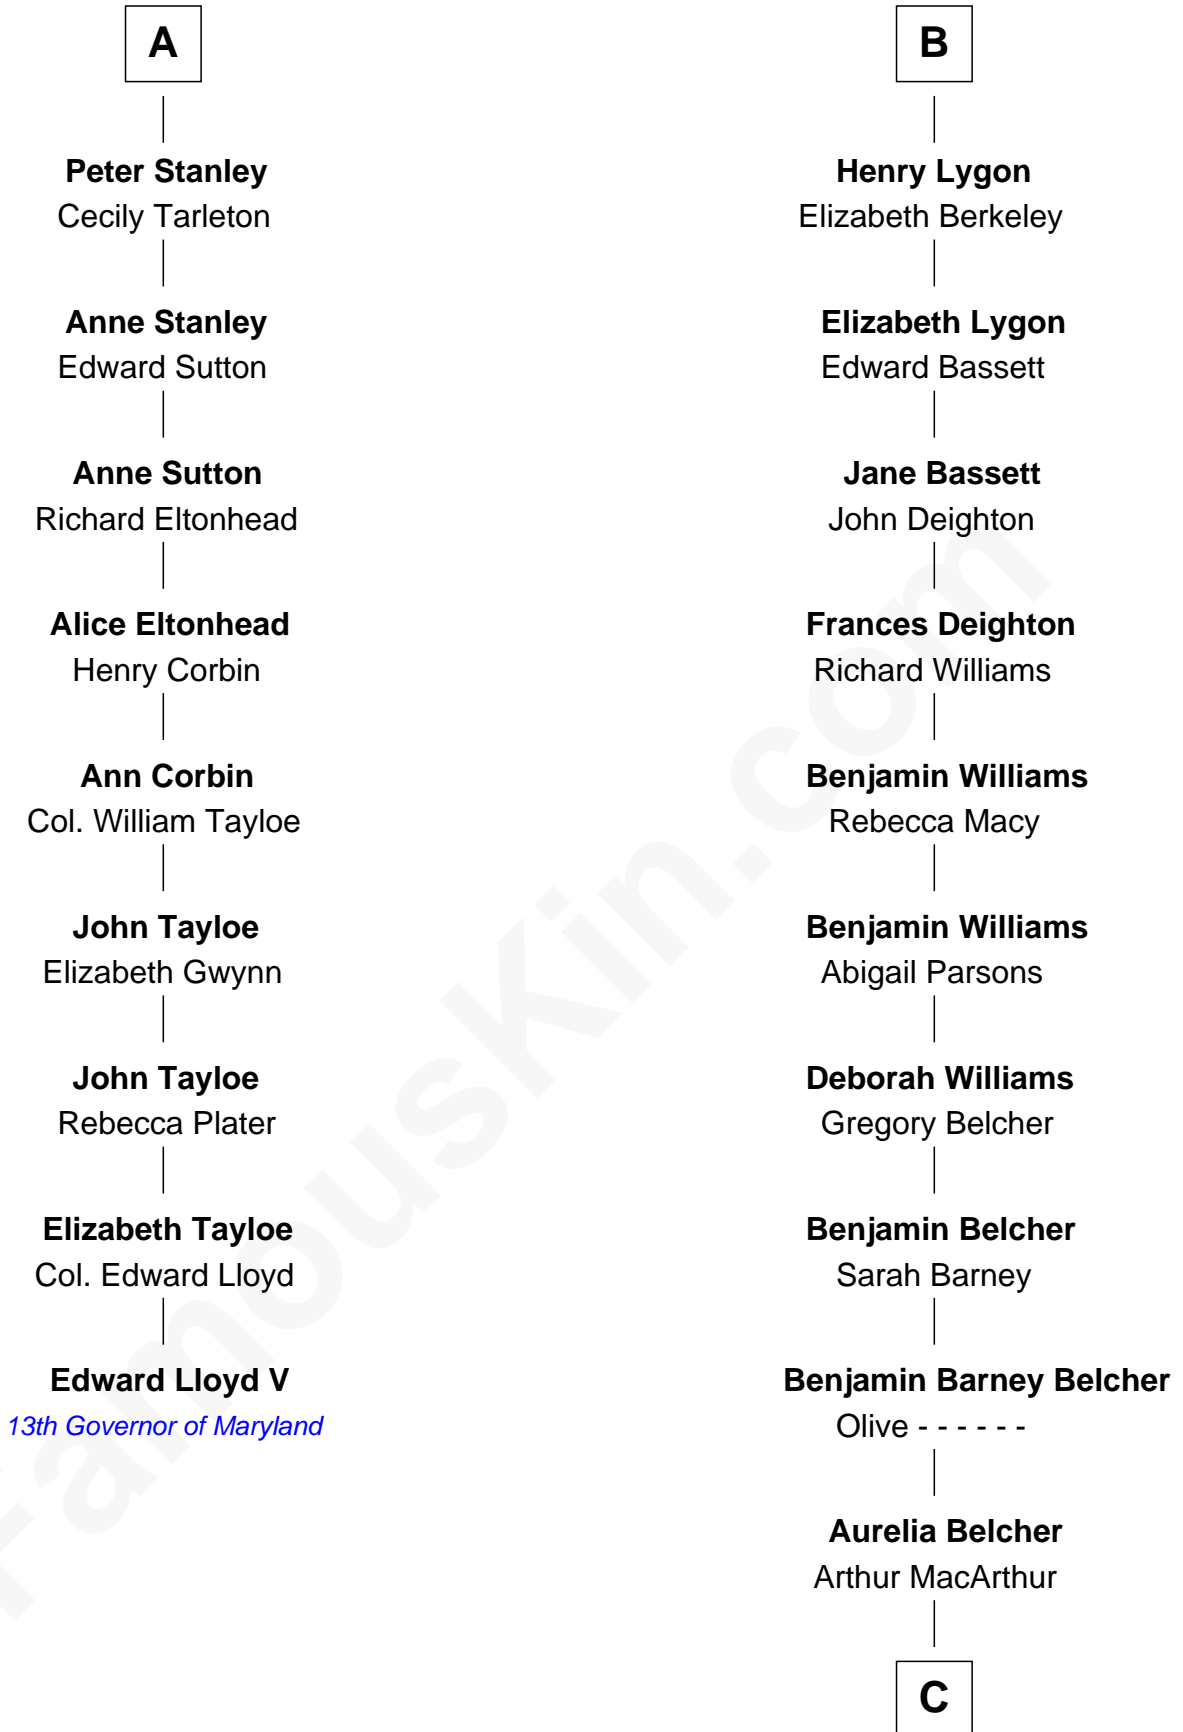 A
Peter Stanley
Cecily Tarleton
Anne Stanley
Edward Sutton
Anne Sutton
Richard Eltonhead
Alice Eltonhead
Henry Corbin
Ann Corbin
Col. William Tayloe
John Tayloe
Elizabeth Gwynn
John Tayloe
Rebecca Plater
Elizabeth Tayloe
Col. Edward Lloyd
Edward Lloyd V
13th Governor of Maryland
B
Henry Lygon
Elizabeth Berkeley
Elizabeth Lygon
Edward Bassett
Jane Bassett
John Deighton
Frances Deighton
Richard Williams
Benjamin Williams
Rebecca Macy
Benjamin Williams
Abigail Parsons
Deborah Williams
Gregory Belcher
Benjamin Belcher
Sarah Barney
Benjamin Barney Belcher
Olive - - - - - -
Aurelia Belcher
Arthur MacArthur
C
FamousKin.com